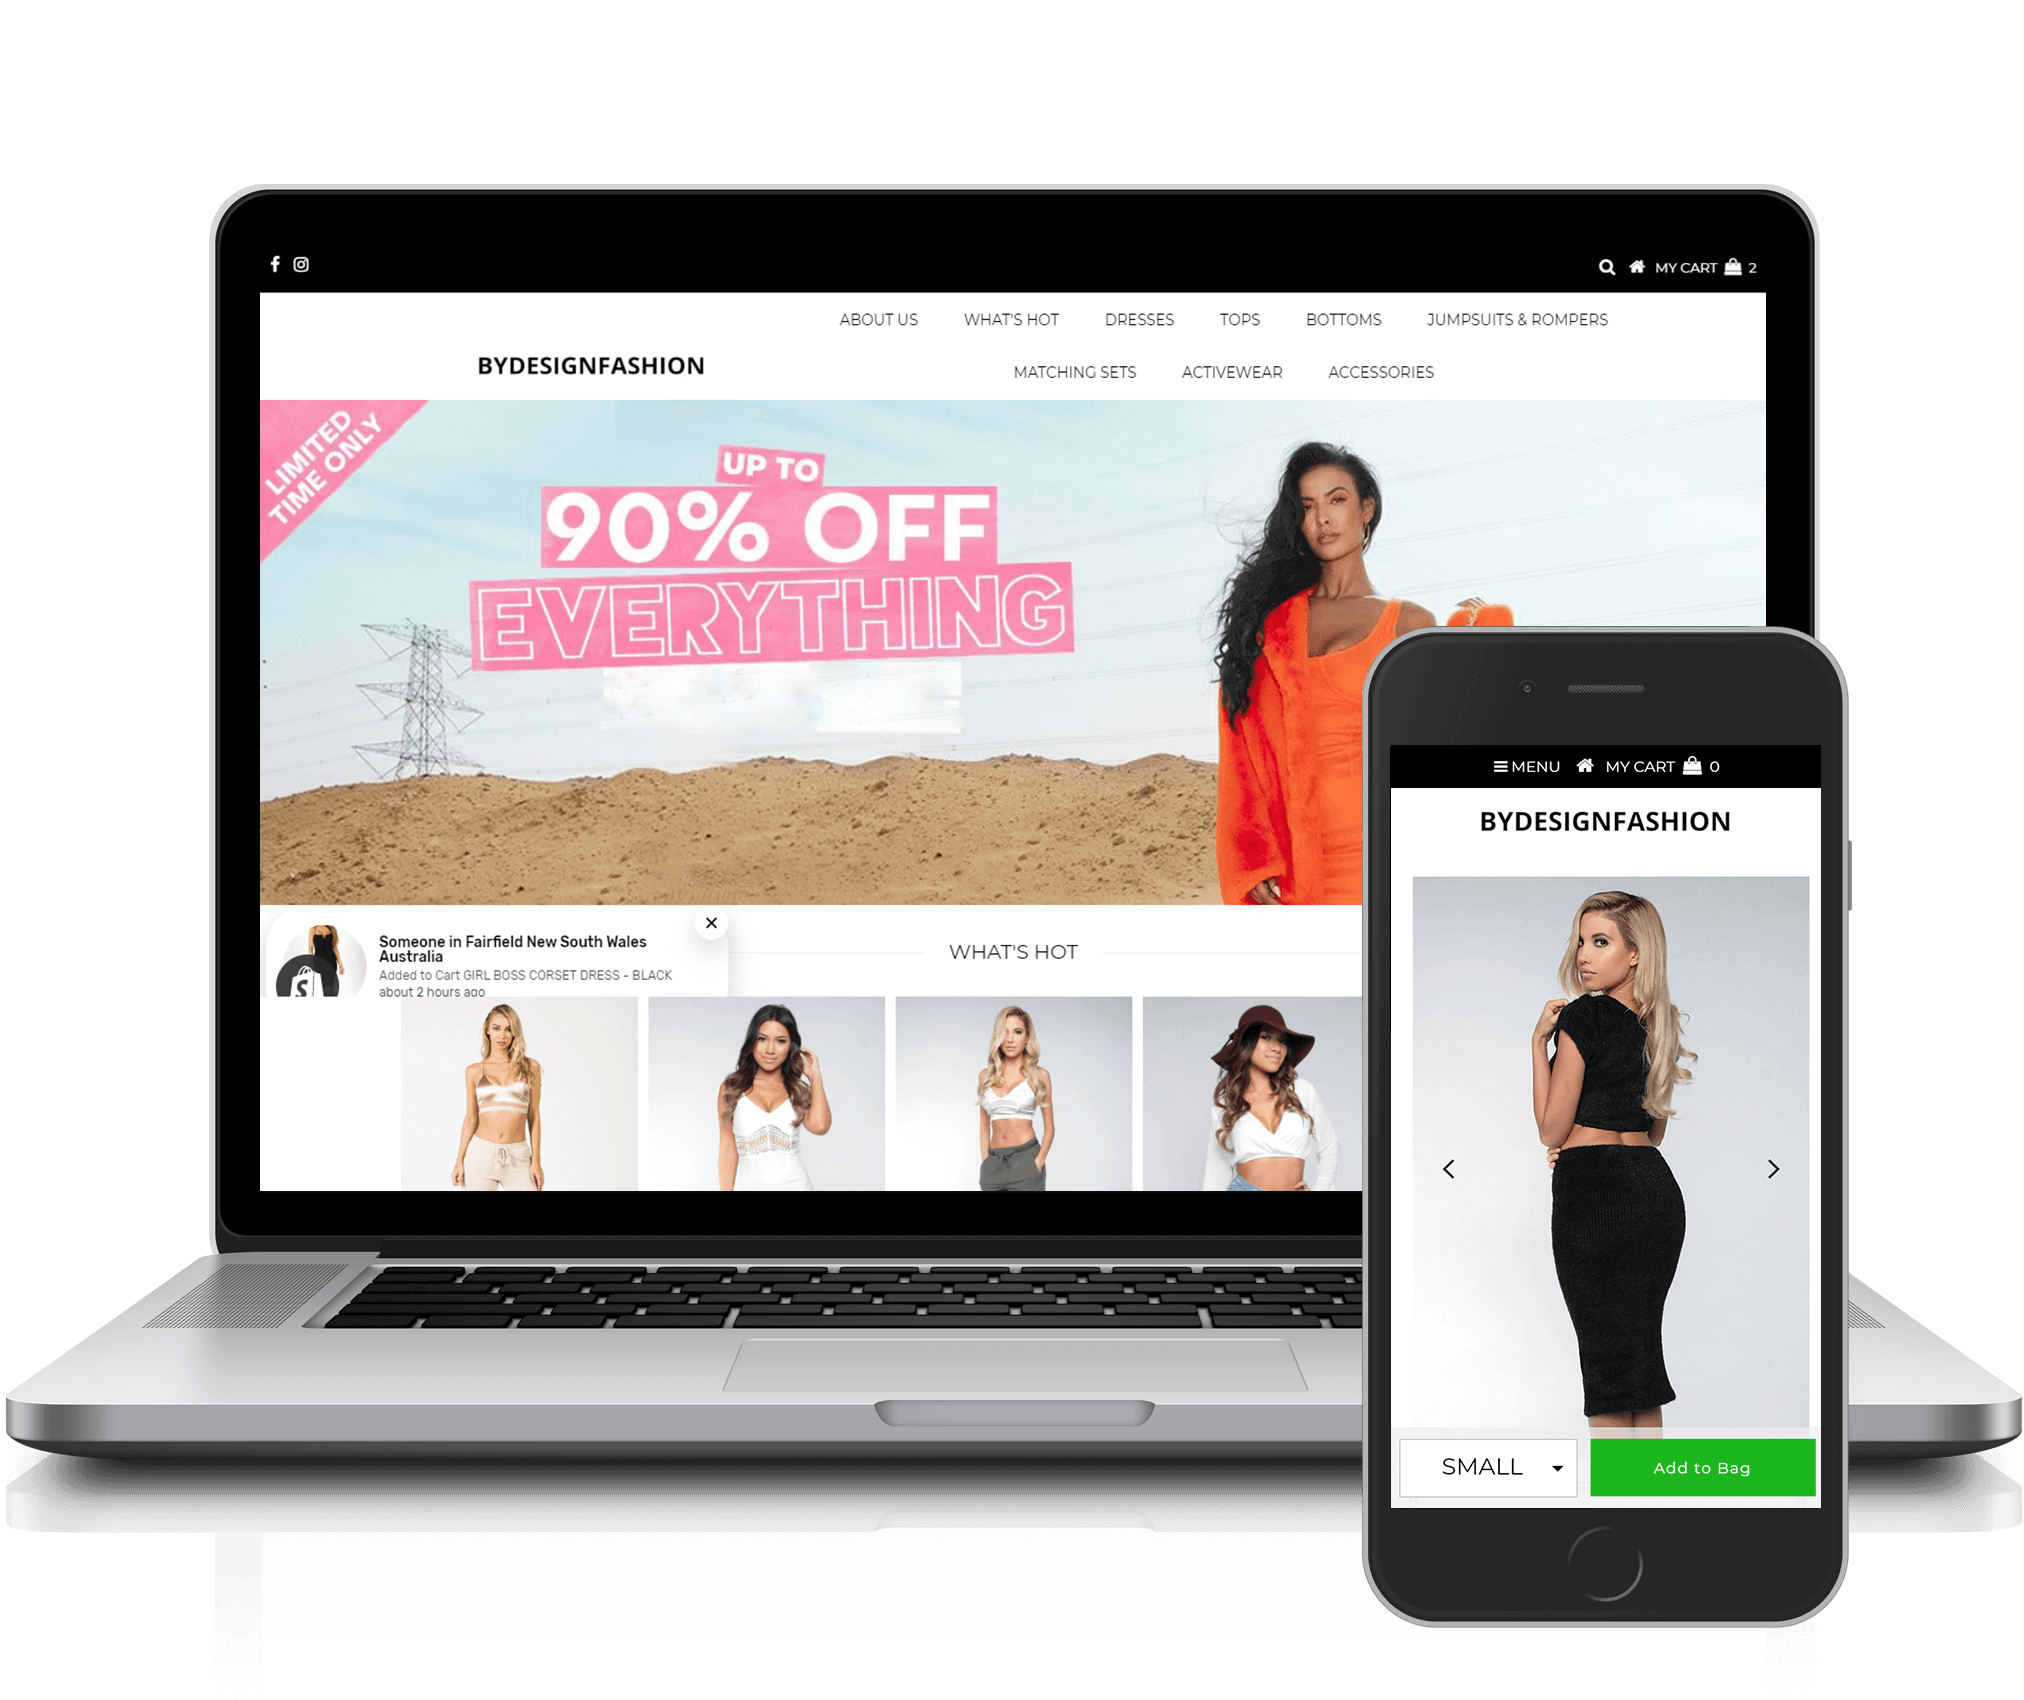 MY CART 2
ABOUT US WHAT'S HOT DRESSES TOPS BOTTOMS JUMPSUITS & ROMPERS
BYDESIGNFASHION
MATCHING SETS ACTIVEWEAR ACCESSORIES
LIMITED
TIME ONLY
UP TO
90% OFF
EVERYTHING
Someone in Fairfield New South Wales
Australia
Added to Cart GIRL BOSS CORSET DRESS - BLACK
about 2 hours ago
WHAT'S HOT
MENU MY CART 0
BYDESIGNFASHION
SMALL
Add to Bag